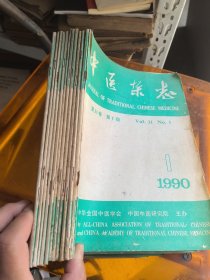 中医杂志
JOURNAL OF TRADITIONAL CHINESE MEDICINE
第31卷 第1期 Vol. 31 No. 1
1
1990
中华全国中医学会 中国中医研究院 主办
ALL-CHINA ASSOCIATION OF TRADITIONAL CHINESE
and CHINA ACADEMY OF TRADITIONAL CHINESE MEDICINE